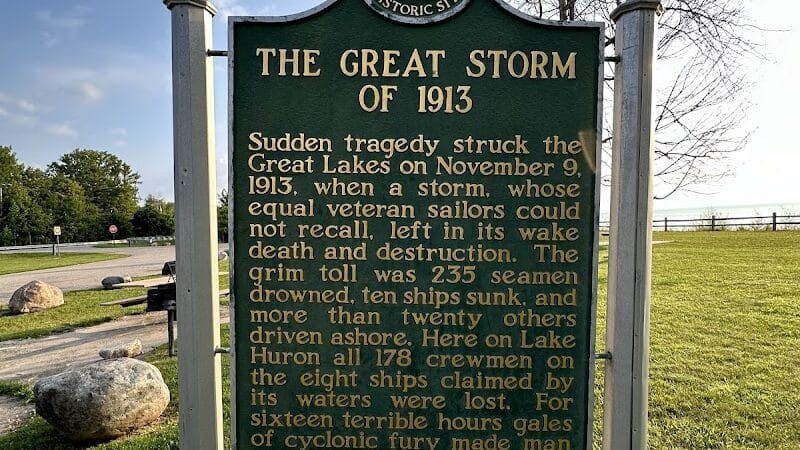 HISTORIC SITE
THE GREAT STORM
OF 1913
Sudden tragedy struck the
Great Lakes on November 9,
1913, when a storm, whose
equal veteran sailors could
not recall, left in its wake
death and destruction. The
grim toll was 235 seamen
drowned, ten ships sunk, and
more than twenty others
driven ashore. Here on Lake
Huron all 178 crewmen on
the eight ships claimed by
its waters were lost. For
sixteen terrible hours gales
of cyclonic fury made man